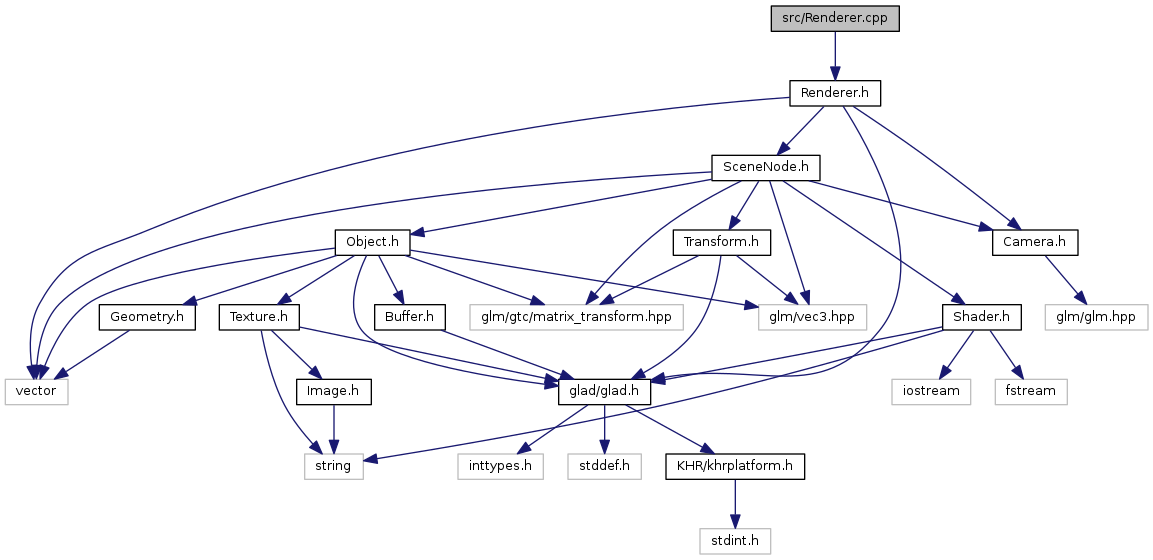 src/Renderer.cpp
Renderer.h
SceneNode.h
Object.h
Transform.h
Camera.h
Geometry.h
Texture.h
Buffer.h
glm/gtc/matrix_transform.hpp
glm/vec3.hpp
Shader.h
glm/glm.hpp
vector
Image.h
glad/glad.h
iostream
fstream
string
inttypes.h
stddef.h
KHR/khrplatform.h
stdint.h